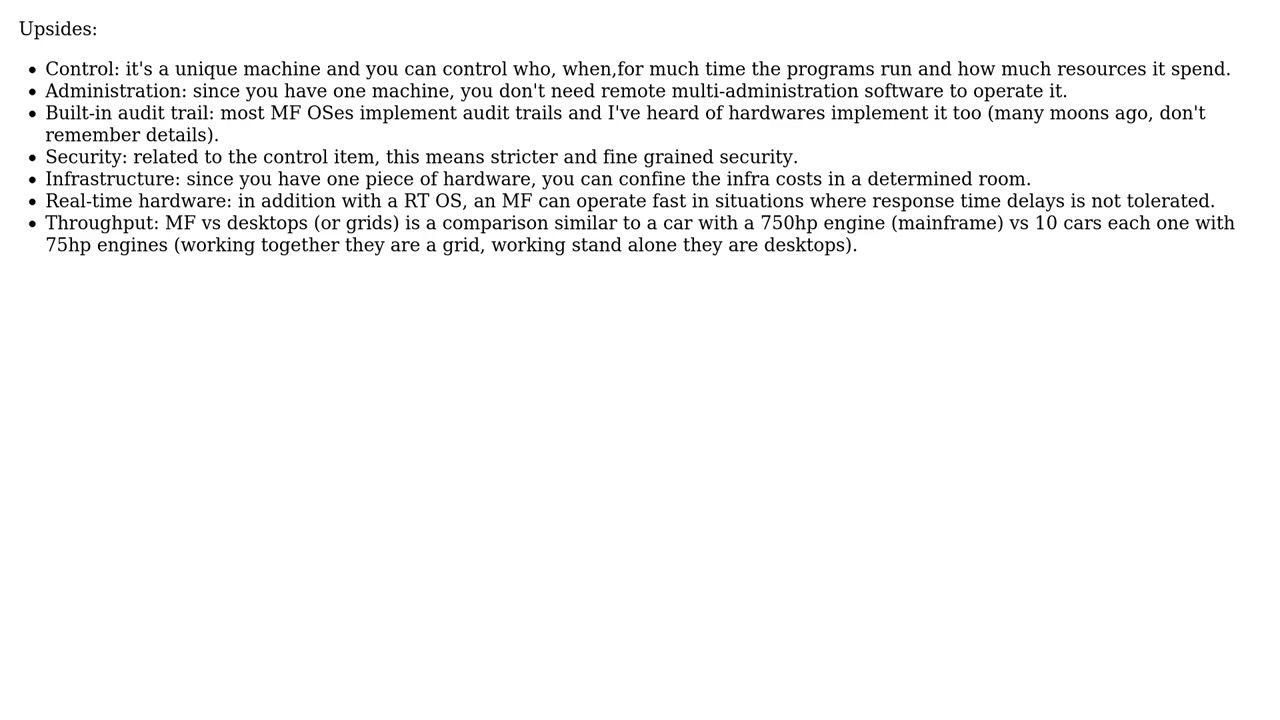 Upsides:
• Control: it's a unique machine and you can control who, when,for much time the programs run and how much resources it spend.
• Administration: since you have one machine, you don't need remote multi-administration software to operate it.
• Built-in audit trail: most MF OSes implement audit trails and I've heard of hardwares implement it too (many moons ago, don't
remember details).
• Security: related to the control item, this means stricter and fine grained security.
• Infrastructure: since you have one piece of hardware, you can confine the infra costs in a determined room.
• Real-time hardware: in addition with a RT OS, an MF can operate fast in situations where response time delays is not tolerated.
• Throughput: MF vs desktops (or grids) is a comparison similar to a car with a 750hp engine (mainframe) vs 10 cars each one with
75hp engines (working together they are a grid, working stand alone they are desktops).